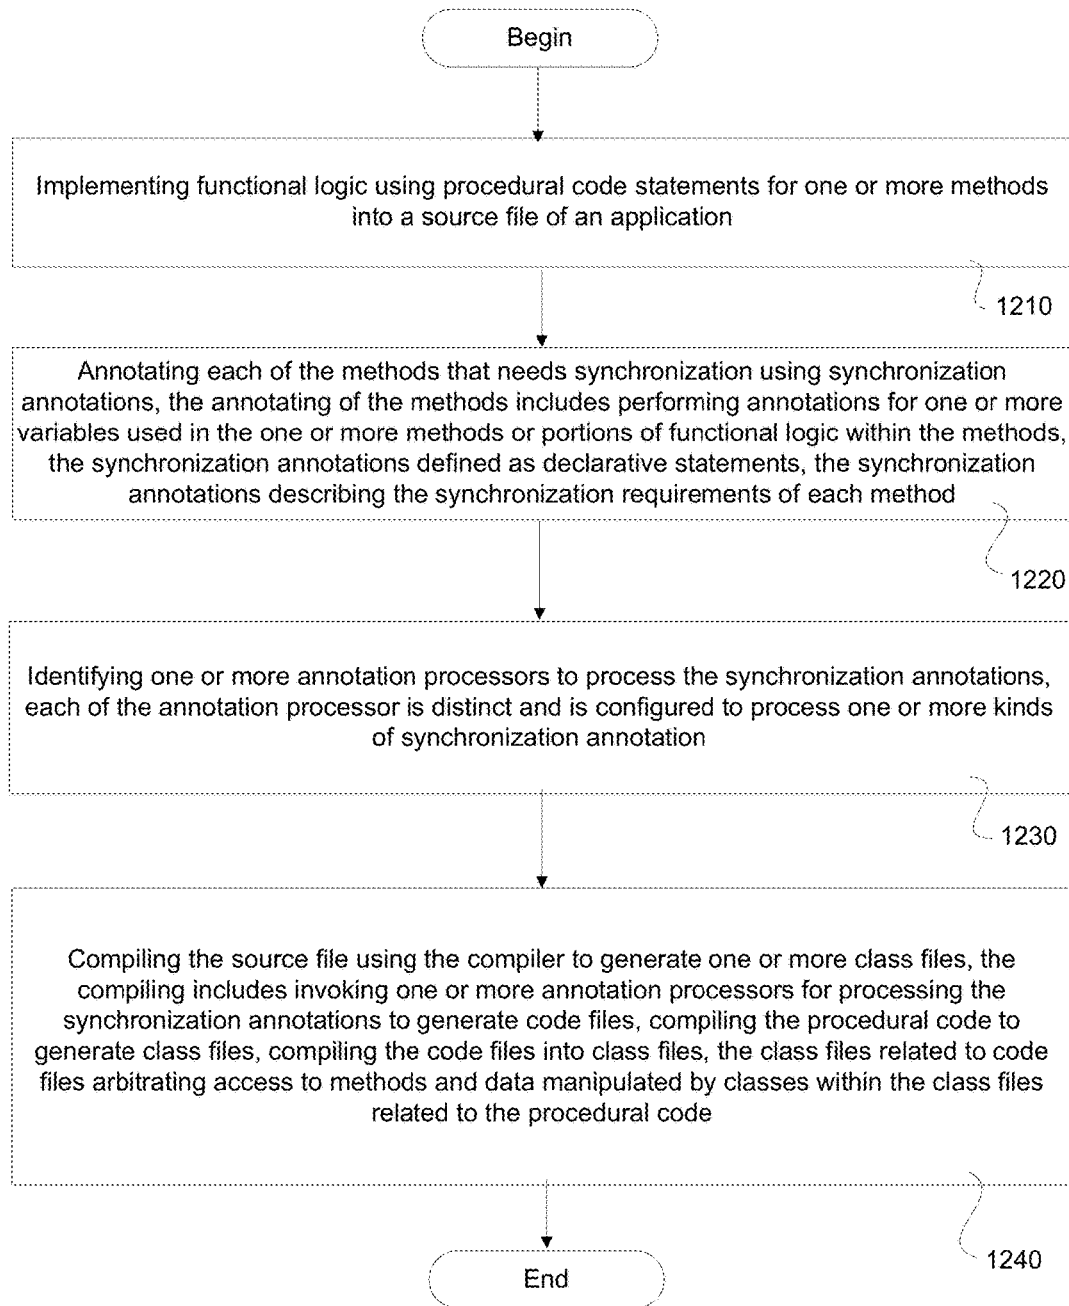 Begin
Implementing functional logic using procedural code statements for one or more methods
into a source file of an application
1210
Annotating each of the methods that needs synchronization using synchronization
annotations, the annotating of the methods includes performing annotations for one or more
variables used in the one or more methods or portions of functional logic within the methods,
the synchronization annotations defined as declarative statements, the synchronization
annotations describing the synchronization requirements of each method
1220
Identifying one or more annotation processors to process the synchronization annotations,
each of the annotation processor is distinct and is configured to process one or more kinds
of synchronization annotation
1230
Compiling the source file using the compiler to generate one or more class files, the
compiling includes invoking one or more annotation processors for processing the
synchronization annotations to generate code files, compiling the procedural code to
generate class files, compiling the code files into class files, the class files related to code
files arbitrating access to methods and data manipulated by classes within the class files
related to the procedural code
1240
End